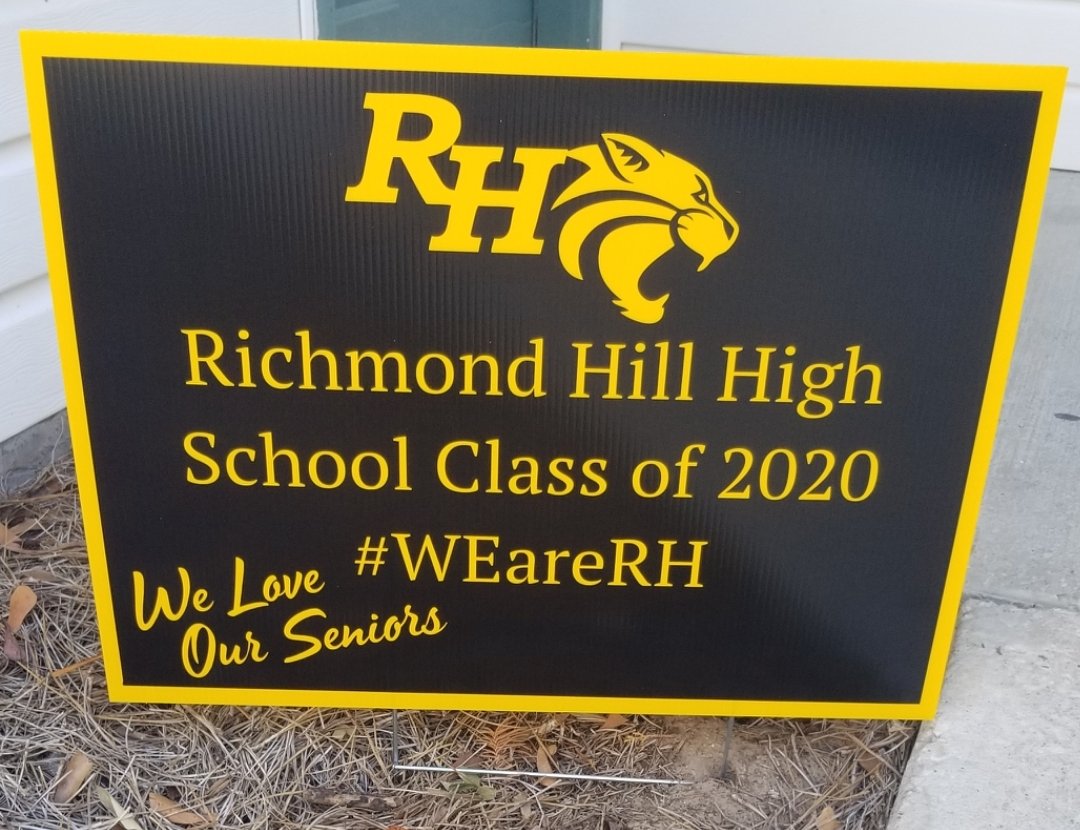 RH
Richmond Hill High
School Class of 2020
#WEareRH
We Love
Our Seniors